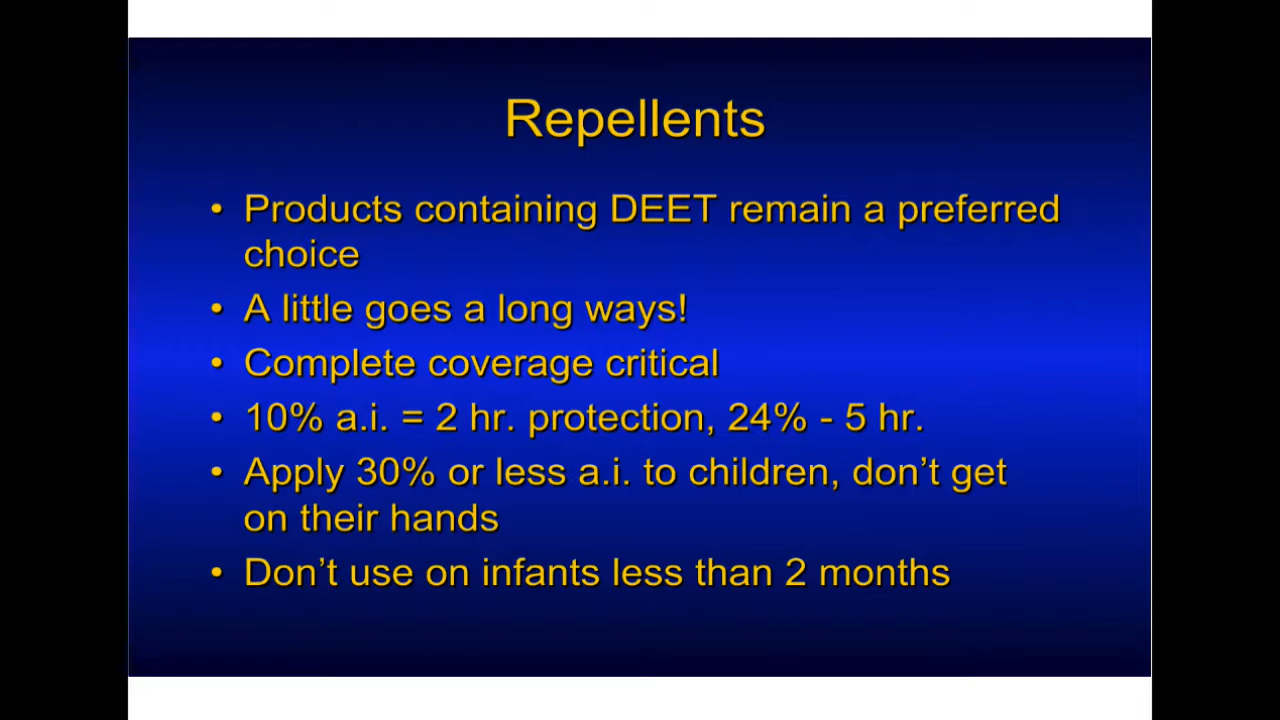 Repellents
• Products containing DEET remain a preferred
choice
• A little goes a long ways!
• Complete coverage critical
• 10% a.i. = 2 hr. protection, 24% - 5 hr.
• Apply 30% or less a.i. to children, don’t get
on their hands
• Don’t use on infants less than 2 months